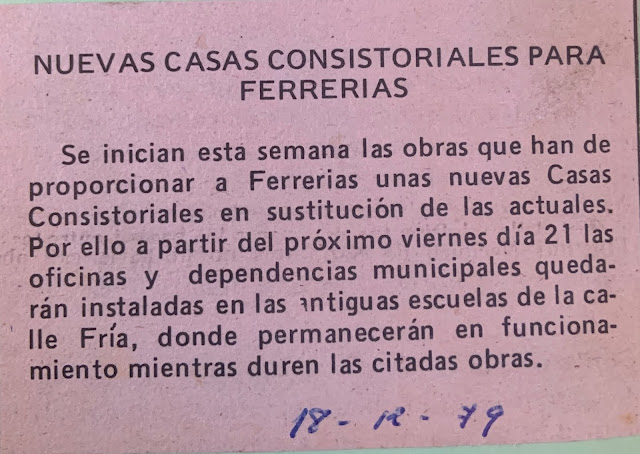 NUEVAS CASAS CONSISTORIALES PARA
FERRERIAS
Se inician esta semana las obras que han de
proporcionar a Ferrerias unas nuevas Casas
Consistoriales en sustitución de las actuales.
Por ello a partir del próximo viernes día 21 las
oficinas y dependencias municipales queda-
rán instaladas en las antiguas escuelas de la ca-
lle Fría, donde permanecerán en funciona-
miento mientras duren las citadas obras.
18-12-79